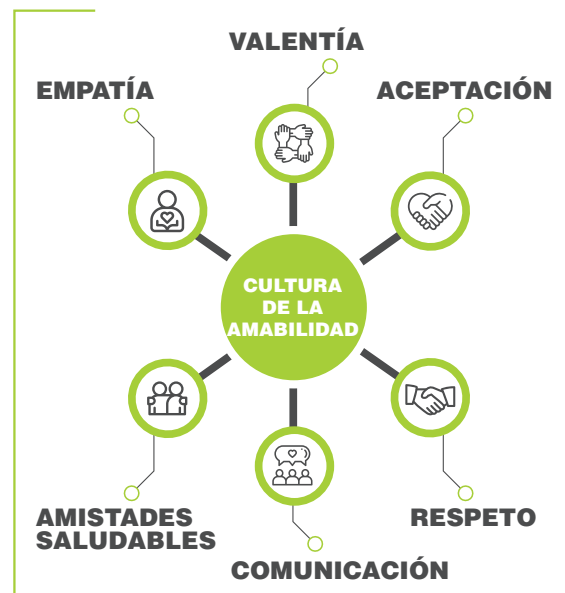 VALENTÍA
EMPATÍA
ACEPTACIÓN
CULTURA
DE LA
AMABILIDAD
AMISTADES
SALUDABLES
RESPETO
COMUNICACIÓN